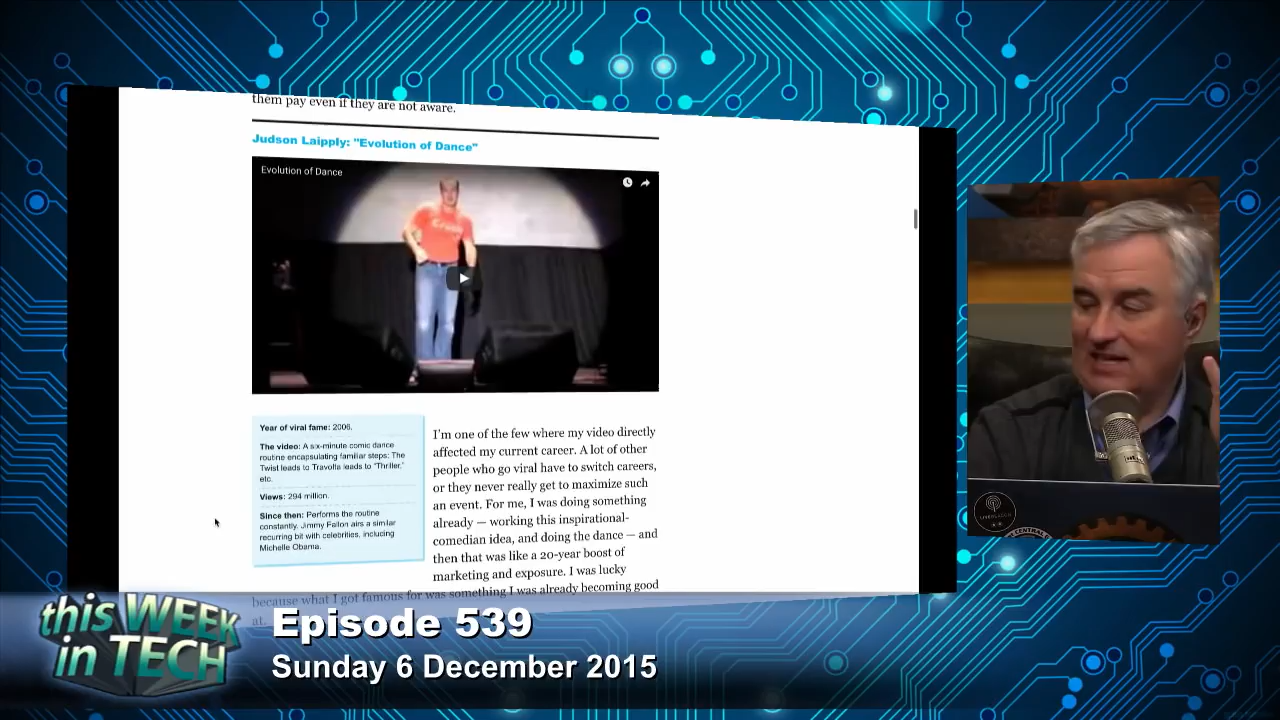 them pay even if they are not aware.
Judson Laipply: "Evolution of Dance"
Evolution of Dance
Year of viral fame: 2006.
The video: A six-minute comic dance
routine encapsulating familiar steps: The
Twist leads to Travolta leads to "Thriller,"
etc.
Views: 294 million.
Since then: Performs the routine
constantly. Jimmy Fallon airs a similar
recurring bit with celebrities, including
Michelle Obama.
I'm one of the few where my video directly
affected my current career. A lot of other
people who go viral have to switch careers,
or they never really get to maximize such
an event. For me, I was doing something
already — working this inspirational-
comedian idea, and doing the dance — and
then that was like a 20-year boost of
marketing and exposure. I was lucky
because what I got famous for was something I was already becoming good
at.
this WEEK
in TECH
Episode 539
Sunday 6 December 2015